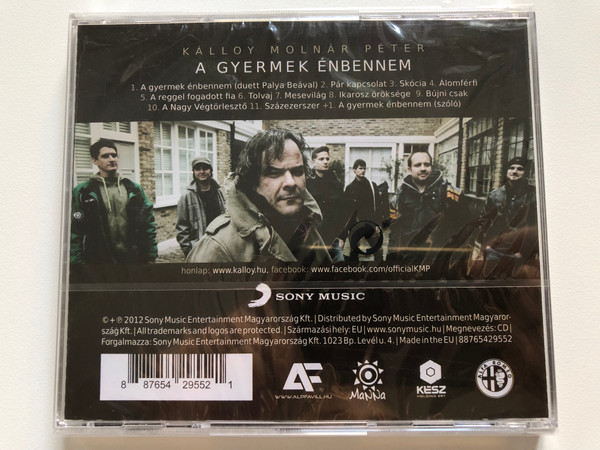 KÁLLOY MOLNÁR PÉTER
A GYERMEK ÉNBENNEM
1. A gyermek énbennem (duett Palya Beával) 2. Pár kapcsolat 3. Skócia 4. Álomférfi
5. A reggel fogadott fia 6. Tolvaj 7. Mesevilág 8. Ikarosz öröksége 9. Bújni csak
10. A Nagy Végtörlesztő 11. Százezerszer +1. A gyermek énbennem (szóló)
honlap: www.kalloy.hu, facebook: www.facebook.com/officialKMP
SONY MUSIC
©+℗ 2012 Sony Music Entertainment Magyarország Kft. | Distributed by Sony Music Entertainment Magyaror-
szág Kft. | All trademarks and logos are protected. | Származási hely: EU | www.sonymusic.hu | Megnevezés: CD |
Forgalmazza: Sony Music Entertainment Magyarország Kft. 1023 Bp. Levél u. 4. | Made in the EU | 88765429552
8 87654 29552 1
AF
WWW.ALPFAVILL.HU
MaNNa
KÉSZ
HOLDING ZRT
ALFA ROMEO